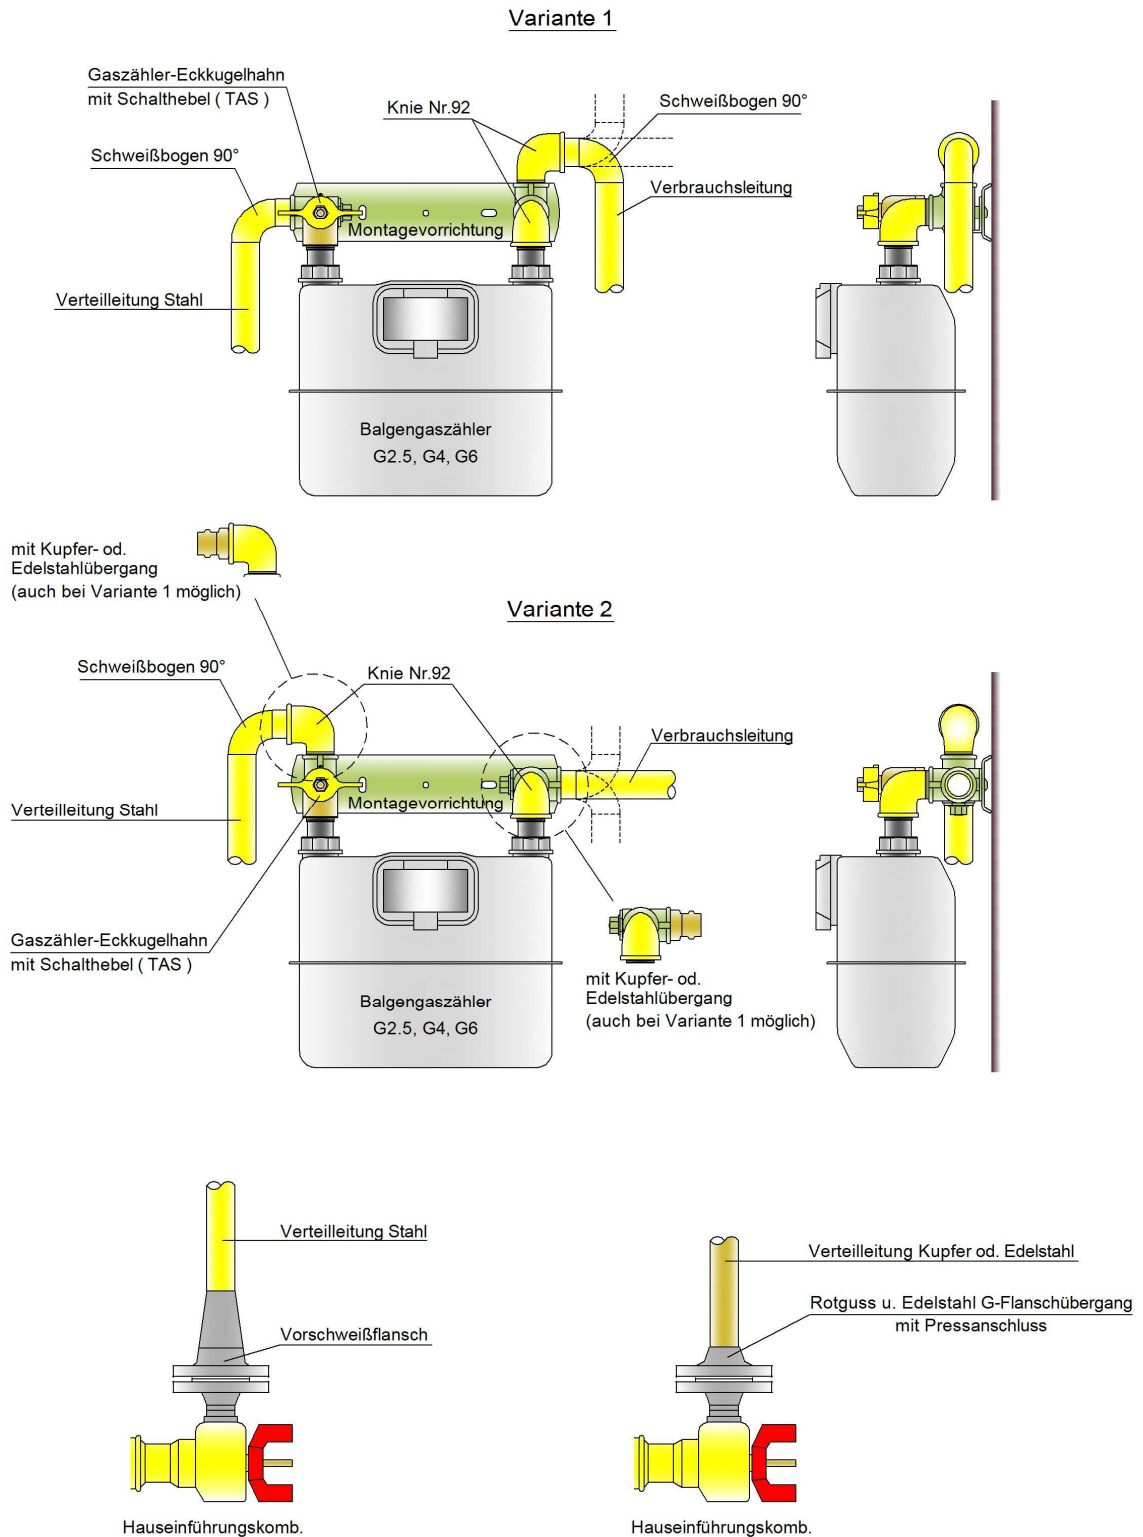 Variante 1
Gaszähler-Eckkugelhahn
mit Schalthebel ( TAS )
Knie Nr.92
Schweißbogen 90°
Schweißbogen 90°
Verbrauchsleitung
Montagevorrichtung
Verteilleitung Stahl
Balgengaszähler
G2.5, G4, G6
mit Kupfer- od.
Edelstahlübergang
(auch bei Variante 1 möglich)
Variante 2
Schweißbogen 90°
Knie Nr.92
Verbrauchsleitung
Montagevorrichtung
Verteilleitung Stahl
Gaszähler-Eckkugelhahn
mit Schalthebel ( TAS )
Balgengaszähler
G2.5, G4, G6
mit Kupfer- od.
Edelstahlübergang
(auch bei Variante 1 möglich)
Verteilleitung Stahl
Vorschweißflansch
Hauseinführungskomb.
Verteilleitung Kupfer od. Edelstahl
Rotguss u. Edelstahl G-Flanschübergang
mit Pressanschluss
Hauseinführungskomb.